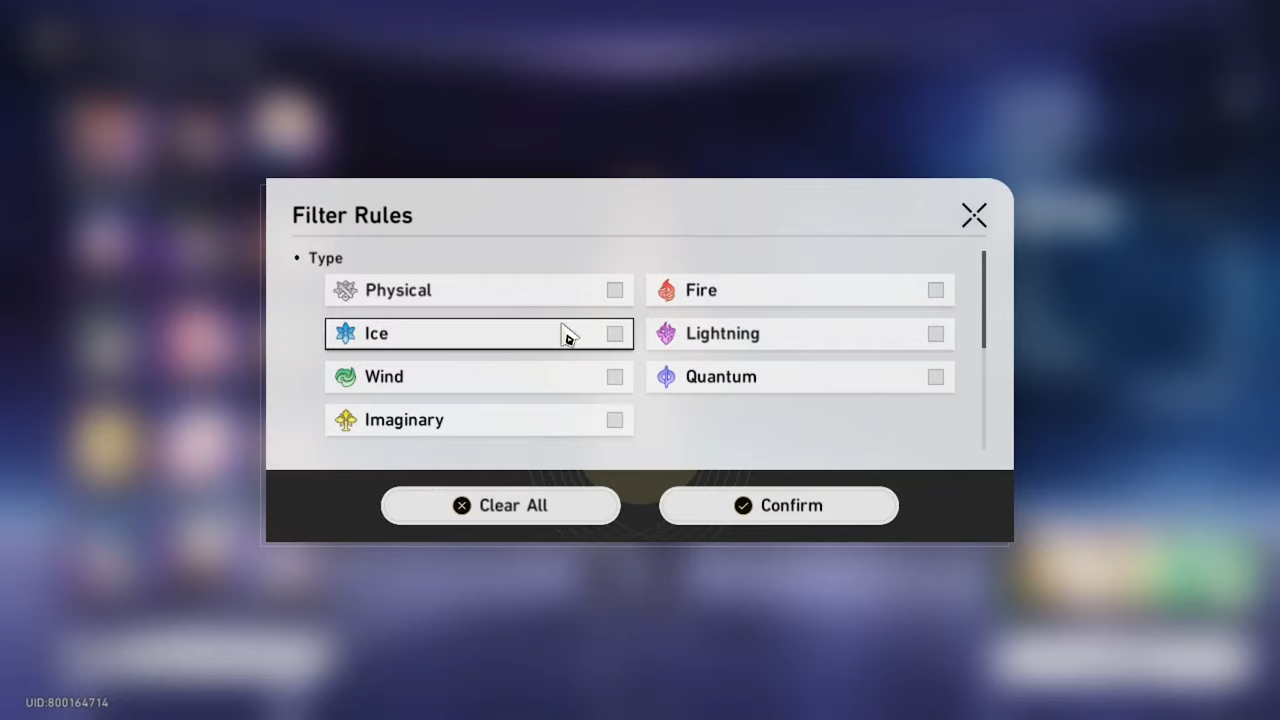 Filter Rules
• Type
Physical
Fire
Ice
Lightning
Wind
Quantum
Imaginary
Clear All
Confirm
UID:800164714